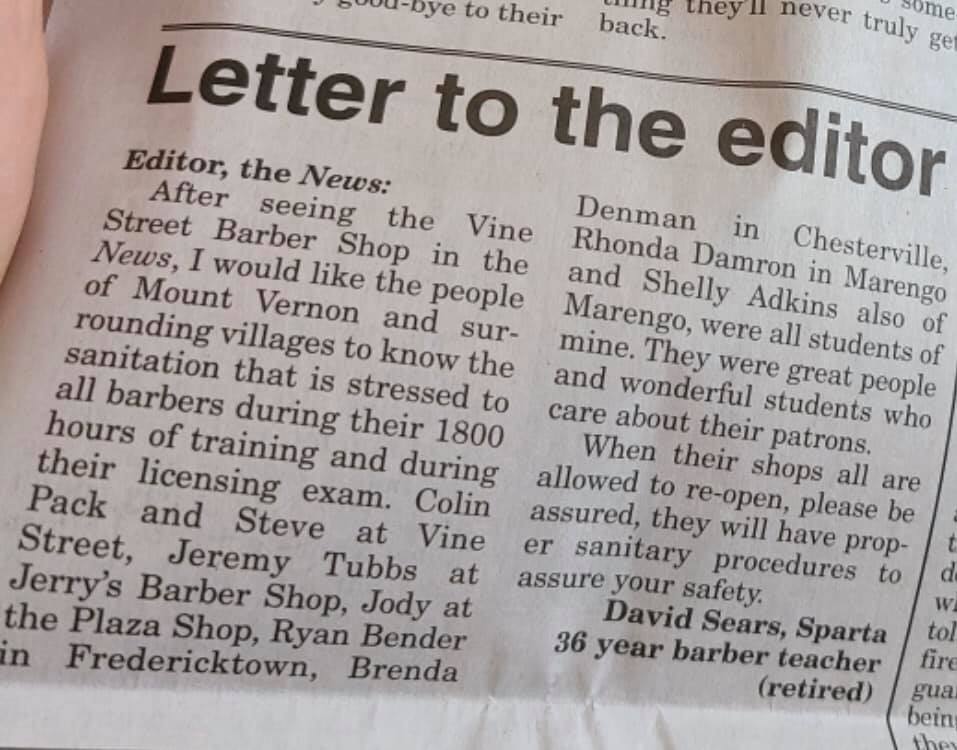 good-bye to their
back.
thing they'll never truly get
some
Letter to the editor
Editor, the News:
After seeing the Vine
Street Barber Shop in the
News, I would like the people
of Mount Vernon and sur-
rounding villages to know the
sanitation that is stressed to
all barbers during their 1800
hours of training and during
their licensing exam. Colin
Pack and Steve at Vine
Street, Jeremy Tubbs at
Jerry's Barber Shop, Jody at
the Plaza Shop, Ryan Bender
in Fredericktown, Brenda
Denman in Chesterville,
Rhonda Damron in Marengo
and Shelly Adkins also of
Marengo, were all students of
mine. They were great people
and wonderful students who
care about their patrons.
When their shops all are
allowed to re-open, please be
assured, they will have prop-
er sanitary procedures to
assure your safety.
David Sears, Sparta
36 year barber teacher
(retired)